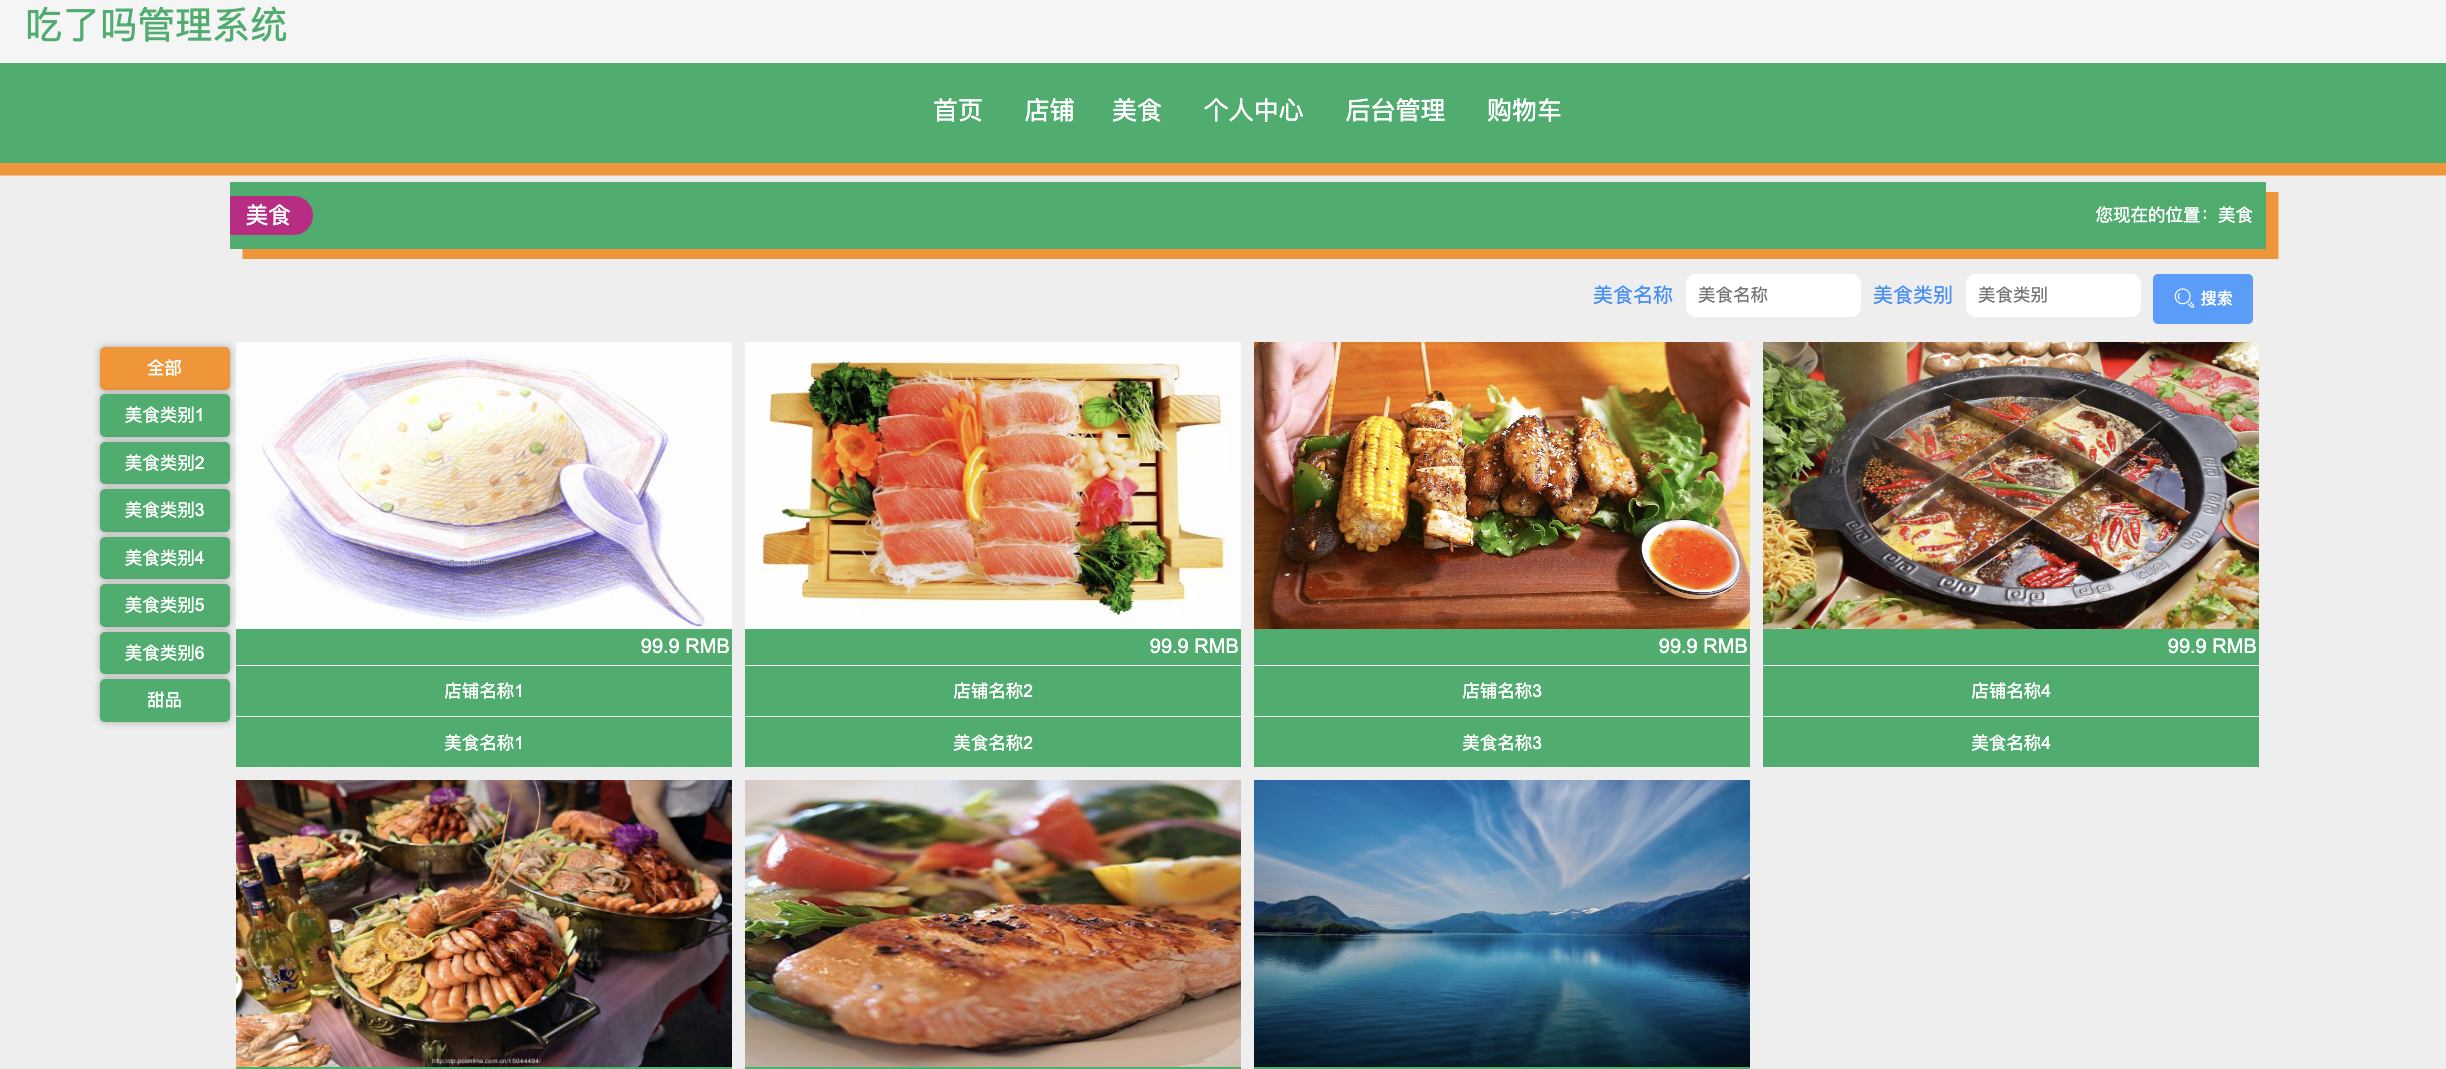 吃了吗管理系统
首页 店铺 美食 个人中心 后台管理 购物车
美食
您现在的位置：美食
美食名称 美食名称 美食类别 美食类别 搜索
全部
美食类别1
美食类别2
美食类别3
美食类别4
美食类别5
美食类别6
甜品
99.9 RMB 99.9 RMB 99.9 RMB 99.9 RMB
店铺名称1 店铺名称2 店铺名称3 店铺名称4
美食名称1 美食名称2 美食名称3 美食名称4
http://dp.pconline.com.cn/15044494/